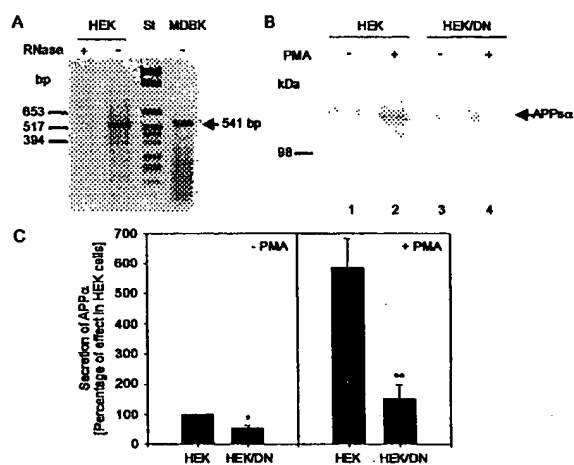 A
HEK
St
MDBK
RNase
+
-
-
bp
653
517
394
541 bp
B
HEK
HEK/DN
PMA
-
+
-
+
kDa
APPsα
98
1
2
3
4
C
Secretion of APPα
[Percentage of effect in HEK cells]
700
600
500
400
300
200
100
0
- PMA
+ PMA
*
**
HEK
HEK/DN
HEK
HEK/DN